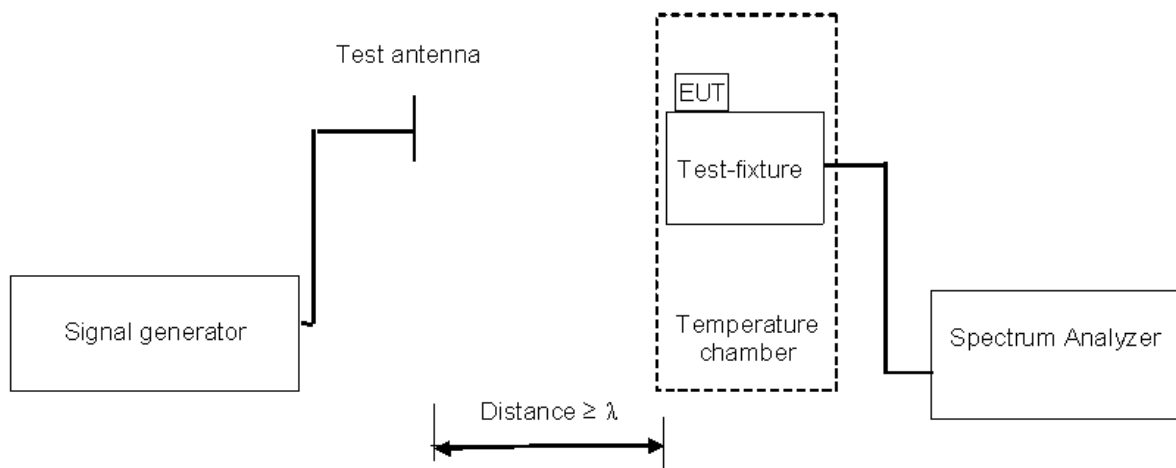 Test antenna
EUT
Test-fixture
Signal generator
Temperature
chamber
Spectrum Analyzer
Distance ≥ λ